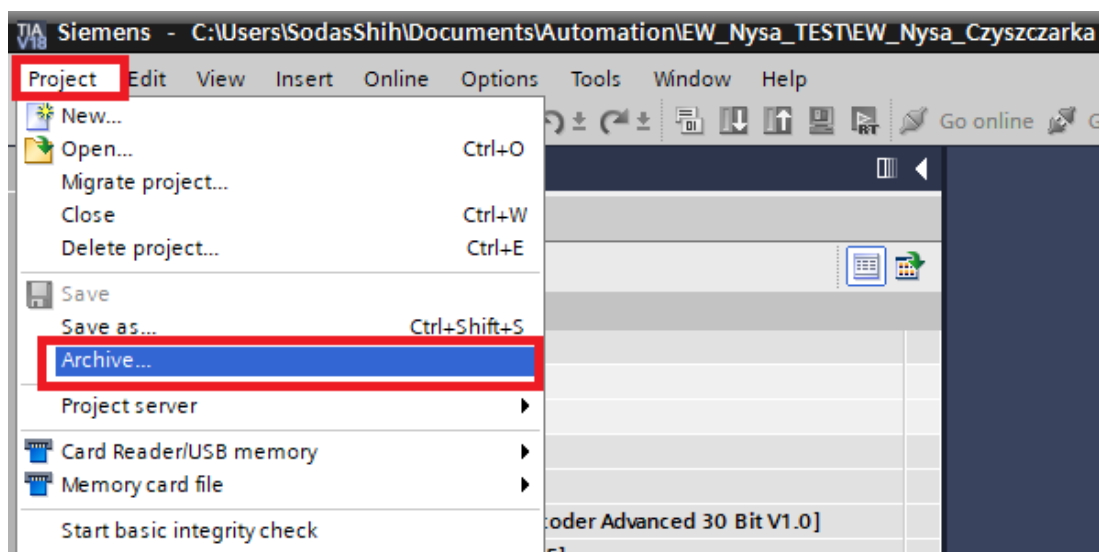 TIA V18 Siemens - C:\Users\SodasShih\Documents\Automation\EW_Nysa_TEST\EW_Nysa_Czyszczarka
Project Edit View Insert Online Options Tools Window Help
New...
RT Go online G
Open... Ctrl+O
Migrate project...
Close Ctrl+W
Delete project... Ctrl+E
Save
Save as... Ctrl+Shift+S
Archive...
Project server
Card Reader/USB memory
Memory card file
Start basic integrity check
coder Advanced 30 Bit V1.0]